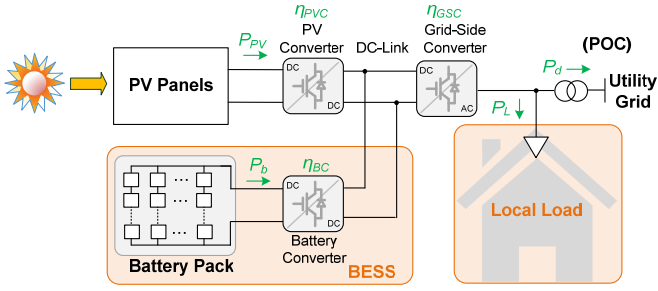 η_PVC
PV
Converter
DC-Link
η_GSC
Grid-Side
Converter
(POC)
P_PV
P_d
Utility
Grid
PV Panels
DC
DC
DC
AC
P_L
P_b
η_BC
DC
DC
... 
...
...
Local Load
Battery Pack
Battery
Converter
BESS